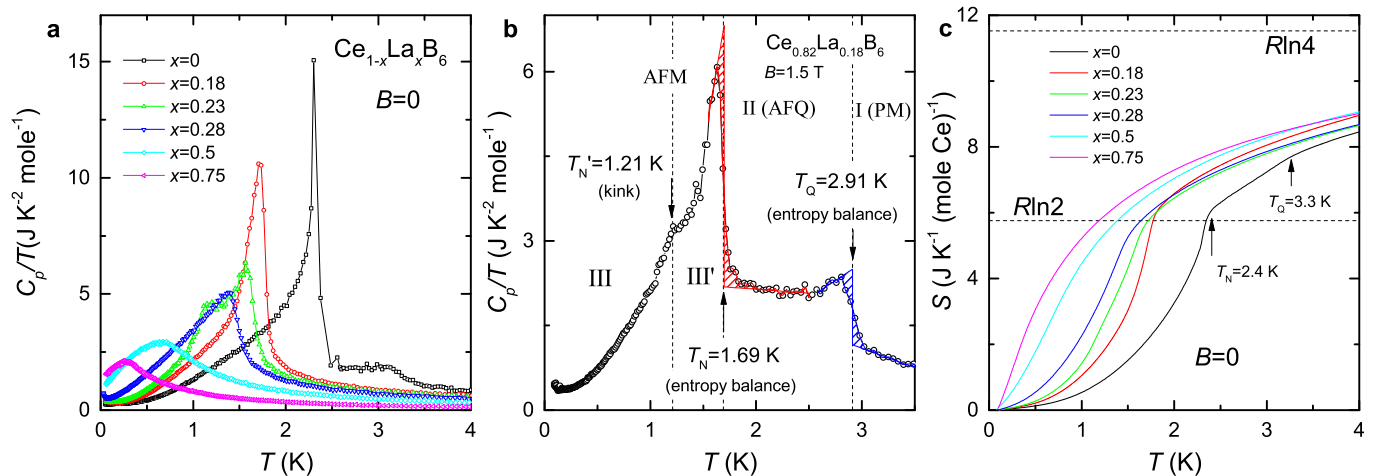 a
Ce1-xLaxB6
B=0
x=0
x=0.18
x=0.23
x=0.28
x=0.5
x=0.75
15
10
5
0
Cp/T(J K-2 mole-1)
0 1 2 3 4
T (K)
b
Ce0.82La0.18B6
B=1.5 T
AFM
II (AFQ)
I (PM)
TN'=1.21 K
(kink)
TQ=2.91 K
(entropy balance)
III
III'
TN=1.69 K
(entropy balance)
6
3
0
Cp/T (J K-2 mole-1)
0 1 2 3
T (K)
c
Rln4
x=0
x=0.18
x=0.23
x=0.28
x=0.5
x=0.75
Rln2
TQ=3.3 K
TN=2.4 K
B=0
12
8
4
0
S (J K-1 (mole Ce)-1)
0 1 2 3 4
T (K)